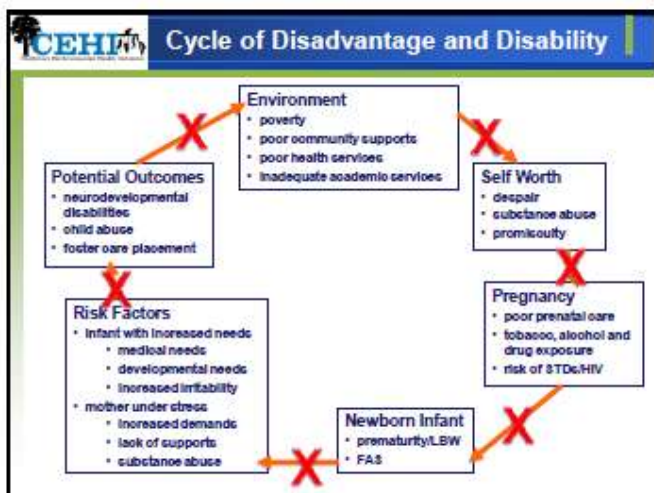 CEHI
Cycle of Disadvantage and Disability
Environment
• poverty
• poor community supports
• poor health services
• inadequate academic services
Self Worth
• despair
• substance abuse
• promiscuity
Pregnancy
• poor prenatal care
• tobacco, alcohol and
drug exposure
• risk of STDs/HIV
Newborn Infant
• prematurity/LBW
• FAS
Risk Factors
• infant with increased needs
• medical needs
• developmental needs
• increased irritability
• mother under stress
• increased demands
• lack of supports
• substance abuse
Potential Outcomes
• neurodevelopmental
disabilities
• child abuse
• foster care placement